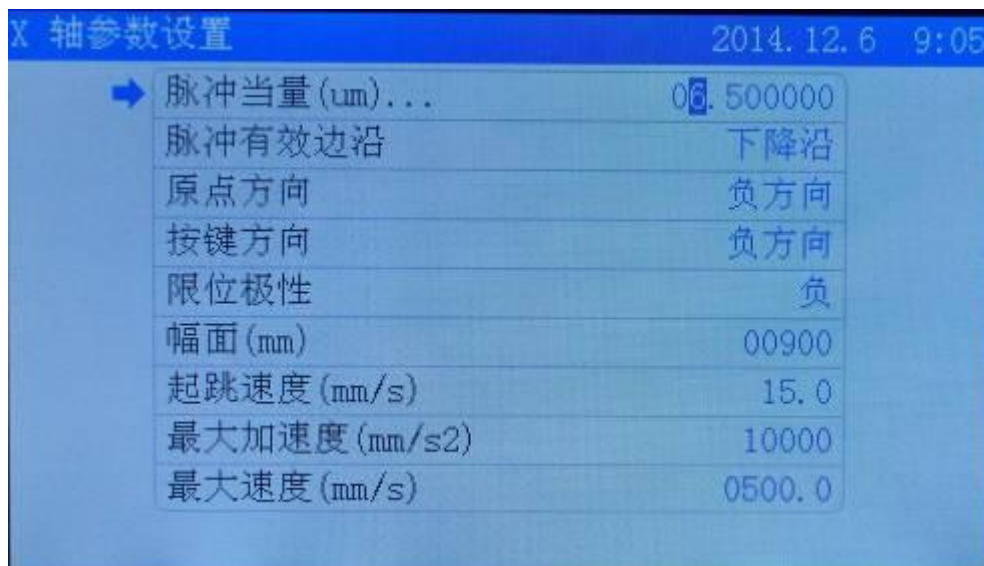 X 轴参数设置 2014.12.6 9:05
脉冲当量(um)... 06.500000
脉冲有效边沿 下降沿
原点方向 负方向
按键方向 负方向
限位极性 负
幅面(mm) 00900
起跳速度(mm/s) 15.0
最大加速度(mm/s2) 10000
最大速度(mm/s) 0500.0